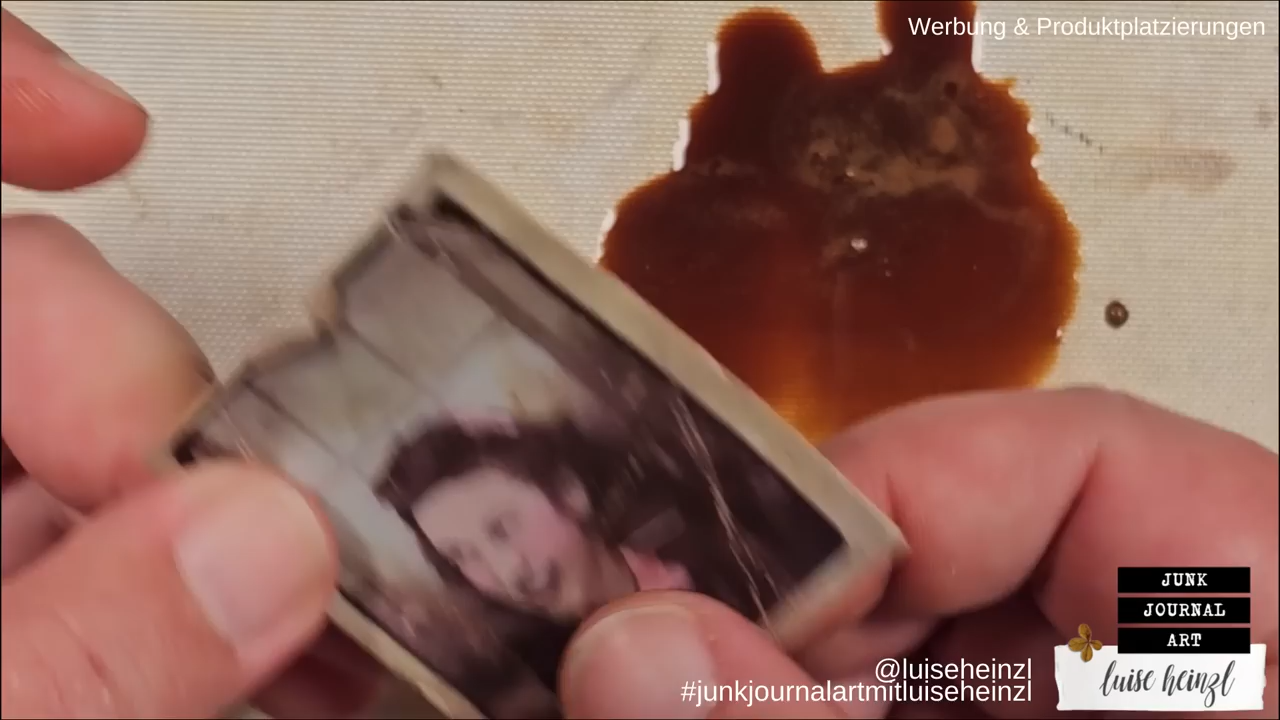 Werbung & Produktplatzierungen
JUNK
JOURNAL
ART
luise heinzl
@luiseheinzl
#junkjournalartmitluiseheinzl